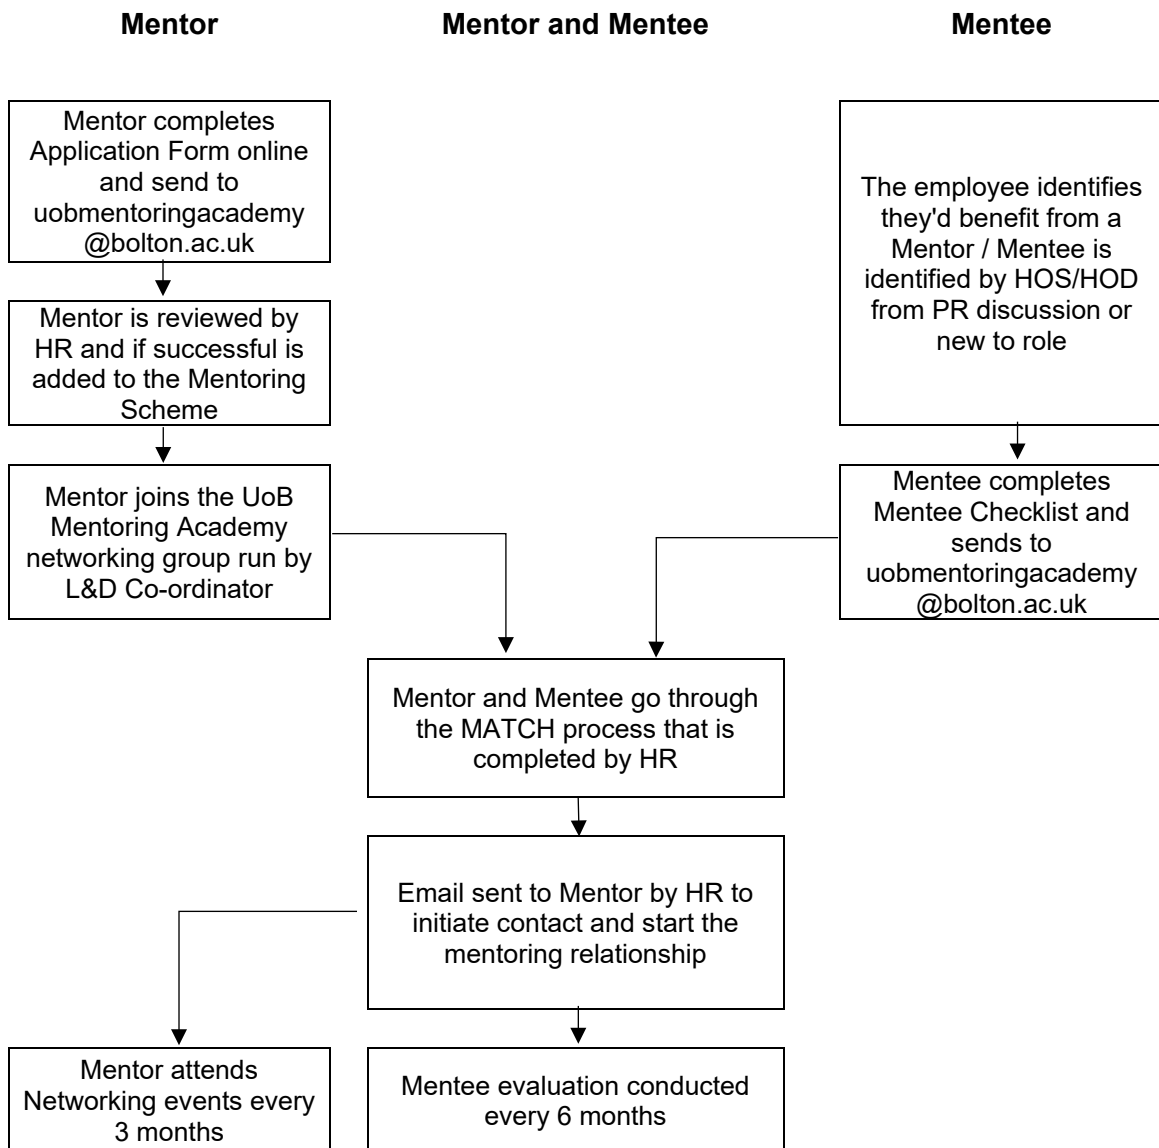 Mentor
Mentor and Mentee
Mentee
Mentor completes
Application Form online
and send to
uobmentoringacademy
@bolton.ac.uk
The employee identifies
they'd benefit from a
Mentor / Mentee is
identified by HOS/HOD
from PR discussion or
new to role
Mentor is reviewed by
HR and if successful is
added to the Mentoring
Scheme
Mentor joins the UoB
Mentoring Academy
networking group run by
L&D Co-ordinator
Mentee completes
Mentee Checklist and
sends to
uobmentoringacademy
@bolton.ac.uk
Mentor and Mentee go through
the MATCH process that is
completed by HR
Email sent to Mentor by HR to
initiate contact and start the
mentoring relationship
Mentor attends
Networking events every
3 months
Mentee evaluation conducted
every 6 months